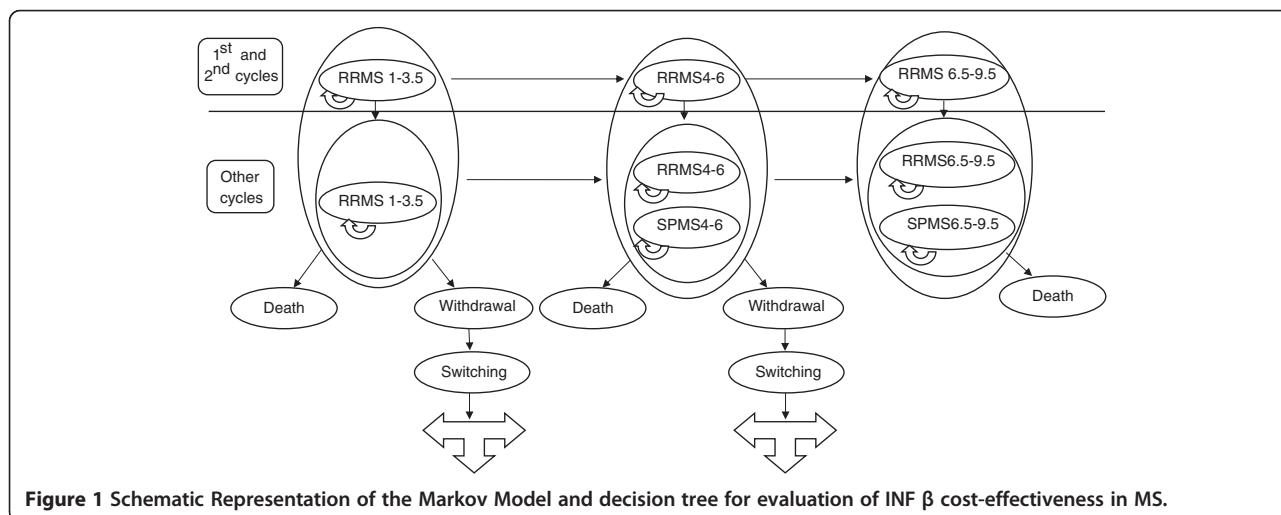 1st and
2nd cycles
RRMS 1-3.5
RRMS4-6
RRMS 6.5-9.5
Other
cycles
RRMS 1-3.5
RRMS4-6
SPMS4-6
RRMS6.5-9.5
SPMS6.5-9.5
Death
Withdrawal
Death
Withdrawal
Death
Switching
Switching
Figure 1 Schematic Representation of the Markov Model and decision tree for evaluation of INF β cost-effectiveness in MS.